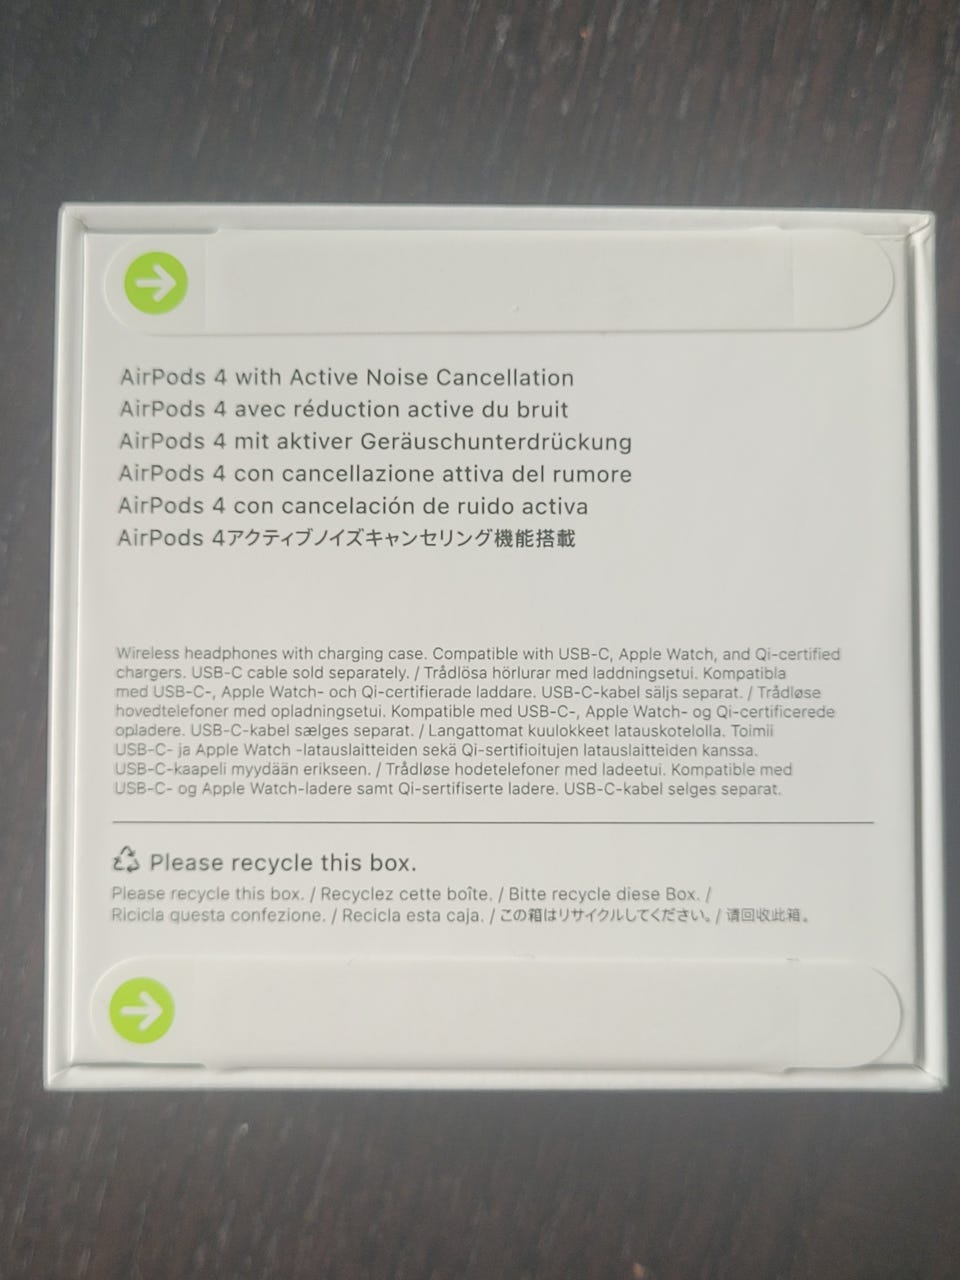 AirPods 4 with Active Noise Cancellation
AirPods 4 avec réduction active du bruit
AirPods 4 mit aktiver Geräuschunterdrückung
AirPods 4 con cancellazione attiva del rumore
AirPods 4 con cancelación de ruido activa
AirPods 4アクティブノイズキャンセリング機能搭載
Wireless headphones with charging case. Compatible with USB-C, Apple Watch, and Qi-certified
chargers. USB-C cable sold separately. / Trådlösa hörlurar med laddningsetui. Kompatibla
med USB-C-, Apple Watch- och Qi-certifierade laddare. USB-C-kabel säljs separat. / Trådløse
hovedtelefoner med opladningsetui. Kompatible med USB-C-, Apple Watch- og Qi-certificerede
opladere. USB-C-kabel sælges separat. / Langattomat kuulokkeet latauskotelolla. Toimii
USB-C- ja Apple Watch -latauslaitteiden sekä Qi-sertifioitujen latauslaitteiden kanssa.
USB-C-kaapeli myydään erikseen. / Trådløse hodetelefoner med ladeetui. Kompatible med
USB-C- og Apple Watch-ladere samt Qi-sertifiserte ladere. USB-C-kabel selges separat.
Please recycle this box.
Please recycle this box. / Recyclez cette boîte. / Bitte recycle diese Box. /
Ricicla questa confezione. / Recicla esta caja. / この箱はリサイクルしてください。/ 请回收此箱。